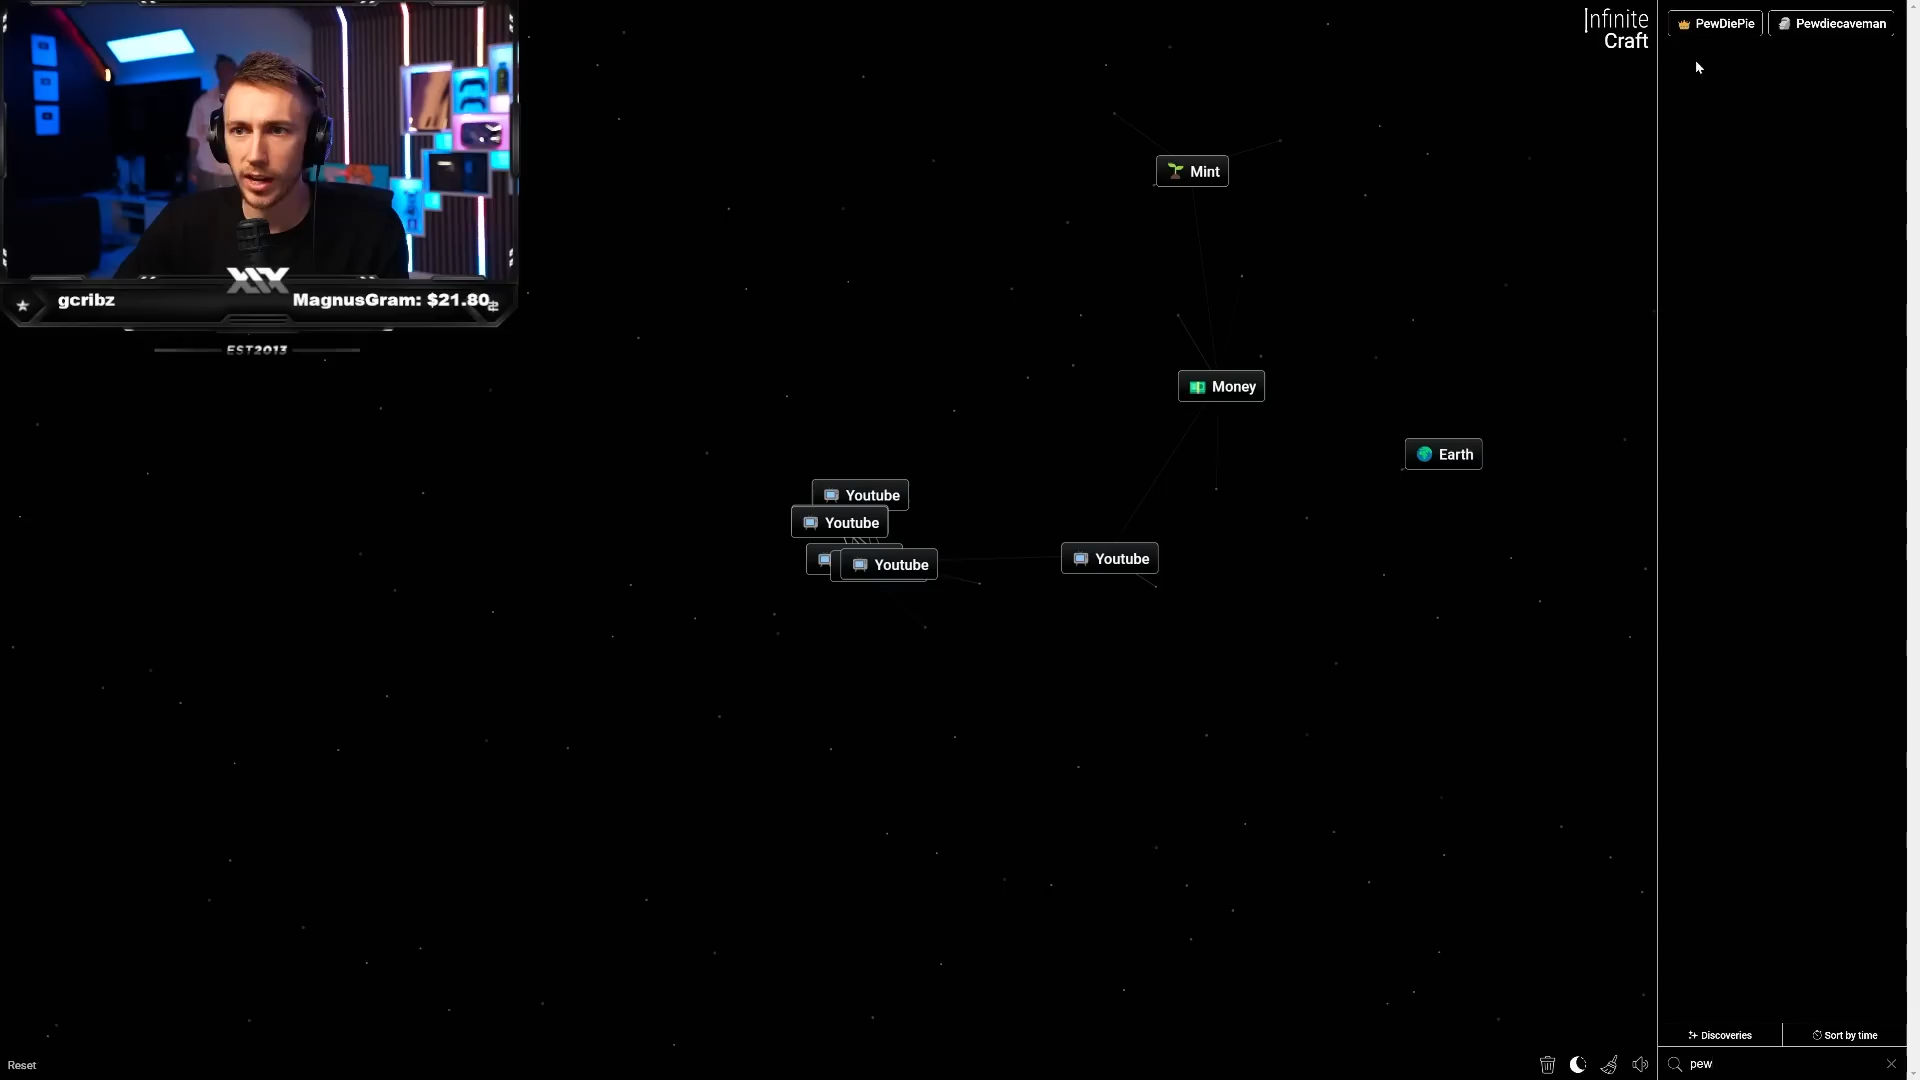 Infinite
Craft
PewDiePie
Pewdiecaveman
Mint
Money
Earth
Youtube
Youtube
Youtube
Youtube
gcribz
MagnusGram: $21.80
XIX
EST2013
Discoveries
Sort by time
pew
Reset